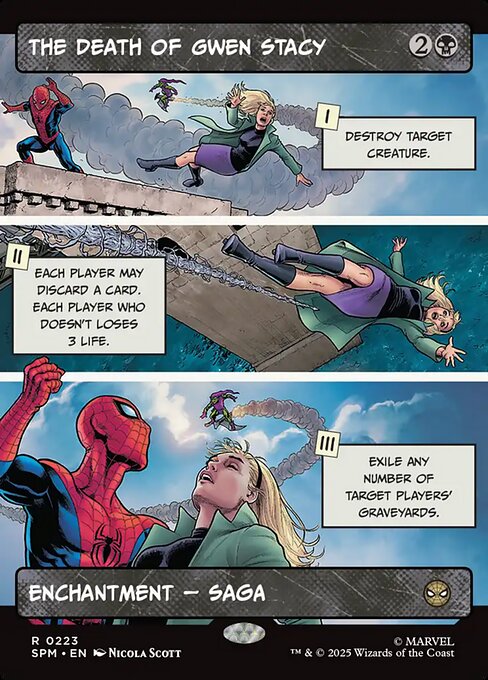 THE DEATH OF GWEN STACY
2
I
DESTROY TARGET
CREATURE.
II
EACH PLAYER MAY
DISCARD A CARD.
EACH PLAYER WHO
DOESN'T LOSES
3 LIFE.
III
EXILE ANY
NUMBER OF
TARGET PLAYERS'
GRAVEYARDS.
ENCHANTMENT – SAGA
R 0223
SPM • EN NICOLA SCOTT
© MARVEL
™ & © 2025 Wizards of the Coast